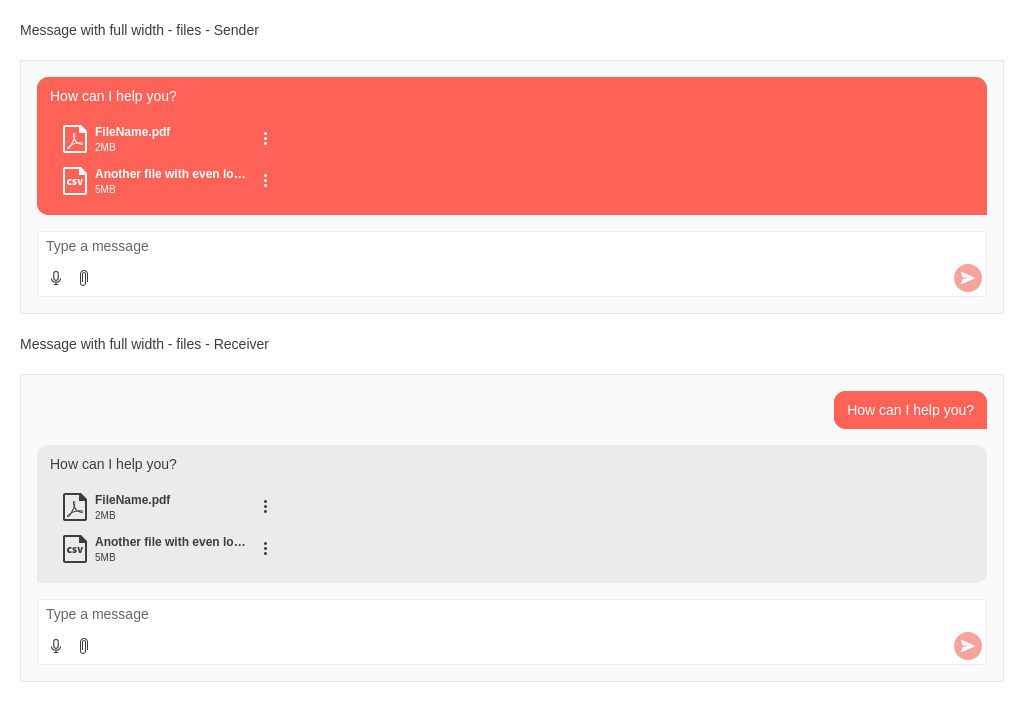 Message with full width - files - Sender
How can I help you?
FileName.pdf
2MB
csv
Another file with even lo…
5MB
Type a message
Message with full width - files - Receiver
How can I help you?
How can I help you?
FileName.pdf
2MB
csv
Another file with even lo…
5MB
Type a message